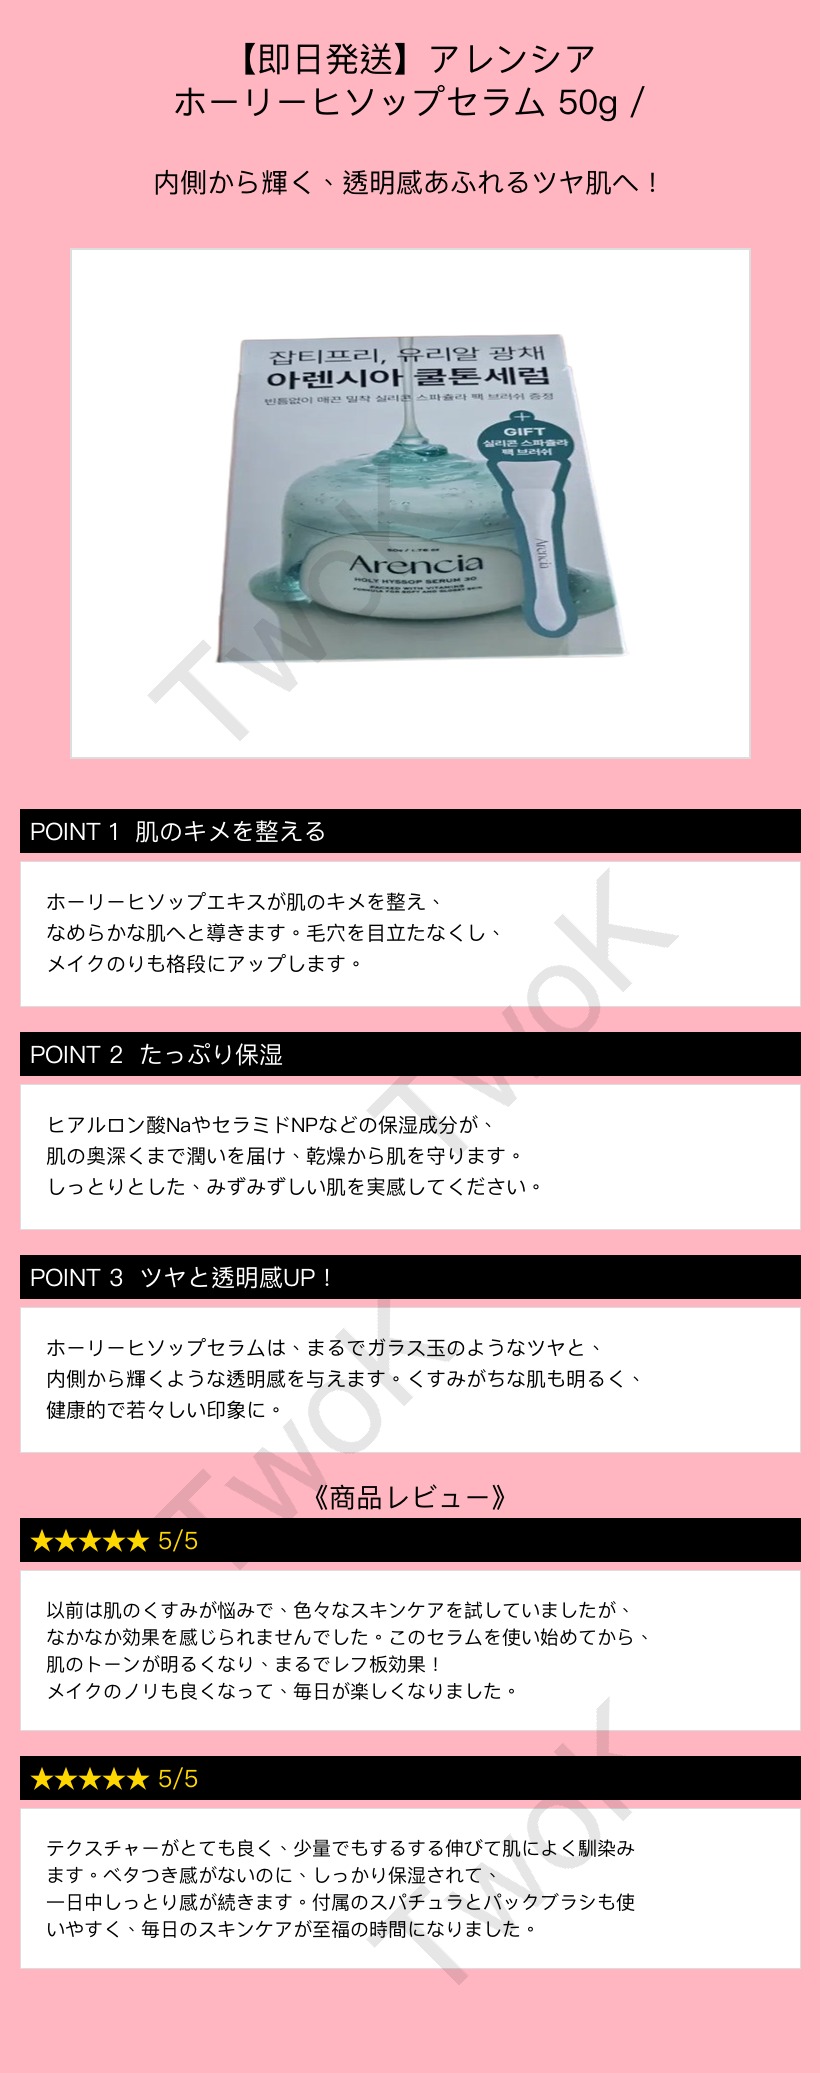 【即日発送】アレンシア
ホーリーヒソップセラム 50g /
内側から輝く、透明感あふれるツヤ肌へ！
잡티프리, 유리알 광채
아렌시아 쿨톤세럼
빈틈없이 매끈 밀착 실리콘 스파츌라 팩 브러쉬 증정
+
GIFT
실리콘 스파츌라
팩 브러쉬
Arencia
50g / 1.76 oz
Arencia
HOLY HYSSOP SERUM 30
PACKED WITH VITAMINS
FORMULA FOR SOFT AND GLOSSY SKIN
TwoK
POINT 1 肌のキメを整える
ホーリーヒソップエキスが肌のキメを整え、
なめらかな肌へと導きます。毛穴を目立たなくし、
メイクのりも格段にアップします。
TwoK
POINT 2 たっぷり保湿
ヒアルロン酸NaやセラミドNPなどの保湿成分が、
肌の奥深くまで潤いを届け、乾燥から肌を守ります。
しっとりとした、みずみずしい肌を実感してください。
POINT 3 ツヤと透明感UP！
ホーリーヒソップセラムは、まるでガラス玉のようなツヤと、
内側から輝くような透明感を与えます。くすみがちな肌も明るく、
健康的で若々しい印象に。
TwoK
《商品レビュー》
★★★★★ 5/5
以前は肌のくすみが悩みで、色々なスキンケアを試していましたが、
なかなか効果を感じられませんでした。このセラムを使い始めてから、
肌のトーンが明るくなり、まるでレフ板効果！
メイクのノリも良くなって、毎日が楽しくなりました。
★★★★★ 5/5
テクスチャーがとても良く、少量でもするする伸びて肌によく馴染み
ます。ベタつき感がないのに、しっかり保湿されて、
一日中しっとり感が続きます。付属のスパチュラとパックブラシも使
いやすく、毎日のスキンケアが至福の時間になりました。
TwoK